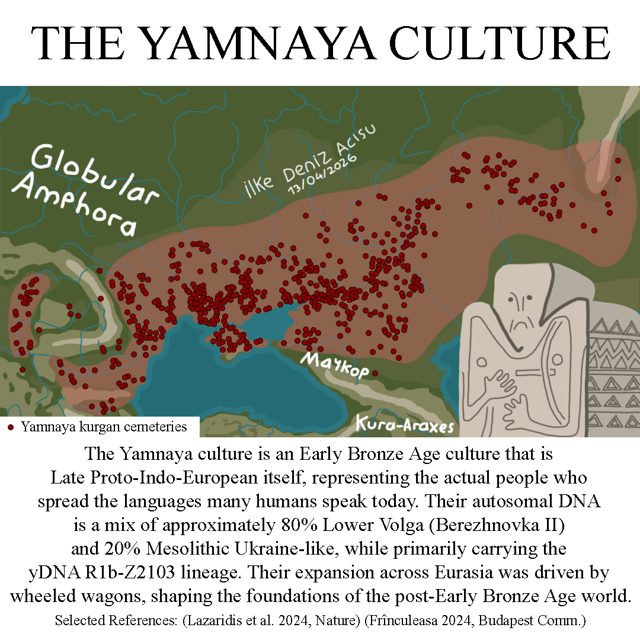 THE YAMNAYA CULTURE
Globular
Amphora
ilke Deniz Acisu
13/04/2026
Maykop
Kura-Araxes
Yamnaya kurgan cemeteries
The Yamnaya culture is an Early Bronze Age culture that is
Late Proto-Indo-European itself, representing the actual people who
spread the languages many humans speak today. Their autosomal DNA
is a mix of approximately 80% Lower Volga (Berezhnovka II)
and 20% Mesolithic Ukraine-like, while primarily carrying the
yDNA R1b-Z2103 lineage. Their expansion across Eurasia was driven by
wheeled wagons, shaping the foundations of the post-Early Bronze Age world.
Selected References: (Lazaridis et al. 2024, Nature) (Frînculeasa 2024, Budapest Comm.)